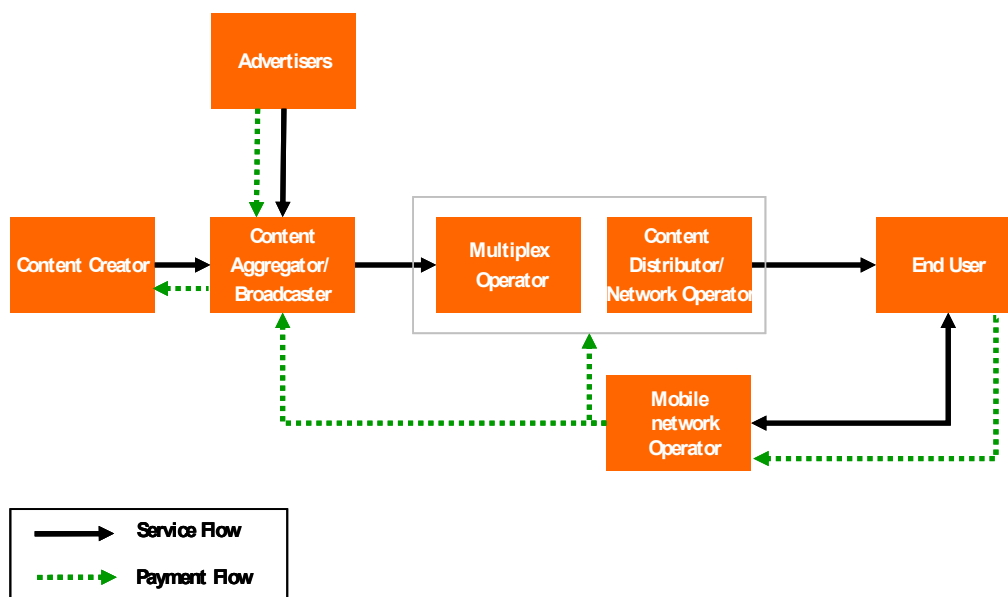 Advertisers
Content Creator
Content
Aggregator/
Broadcaster
Multiplex
Operator
Content
Distributor/
Network Operator
End User
Mobile
network
Operator
Service Flow
Payment Flow